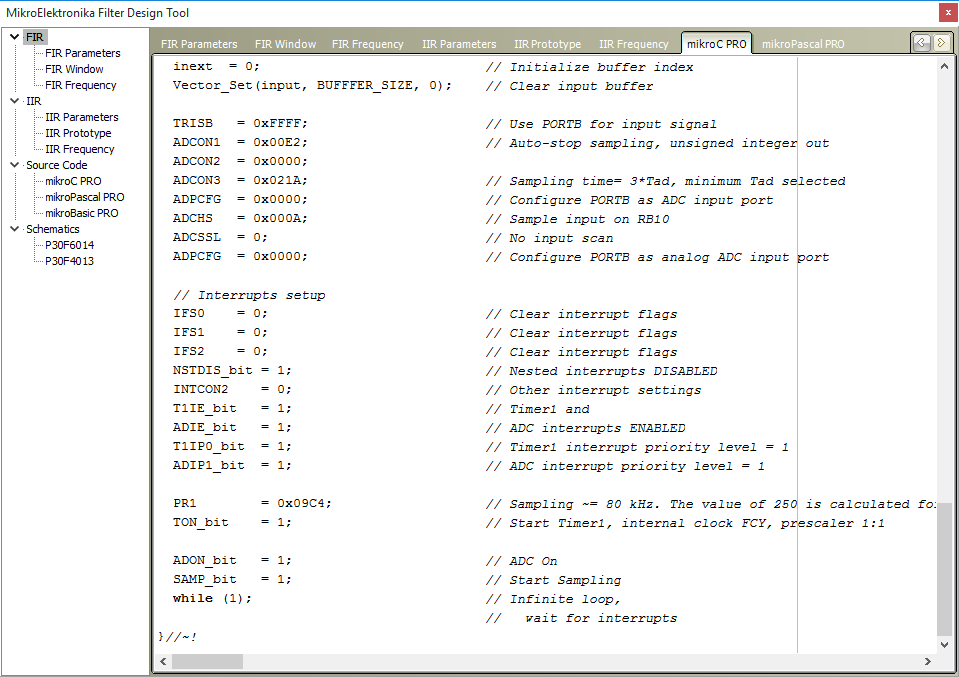 MikroElektronika Filter Design Tool
FIR
FIR Parameters
FIR Window
FIR Frequency
IIR
IIR Parameters
IIR Prototype
IIR Frequency
Source Code
mikroC PRO
mikroPascal PRO
mikroBasic PRO
Schematics
P30F6014
P30F4013
FIR Parameters FIR Window FIR Frequency IIR Parameters IIR Prototype IIR Frequency mikroC PRO mikroPascal PRO
inext = 0; // Initialize buffer index
Vector_Set(input, BUFFFER_SIZE, 0); // Clear input buffer
TRISB = 0xFFFF; // Use PORTB for input signal
ADCON1 = 0x00E2; // Auto-stop sampling, unsigned integer out
ADCON2 = 0x0000;
ADCON3 = 0x021A; // Sampling time= 3*Tad, minimum Tad selected
ADPCFG = 0x0000; // Configure PORTB as ADC input port
ADCHS = 0x000A; // Sample input on RB10
ADCSSL = 0; // No input scan
ADPCFG = 0x0000; // Configure PORTB as analog ADC input port
// Interrupts setup
IFS0 = 0; // Clear interrupt flags
IFS1 = 0; // Clear interrupt flags
IFS2 = 0; // Clear interrupt flags
NSTDIS_bit = 1; // Nested interrupts DISABLED
INTCON2 = 0; // Other interrupt settings
T1IE_bit = 1; // Timer1 and
ADIE_bit = 1; // ADC interrupts ENABLED
T1IP0_bit = 1; // Timer1 interrupt priority level = 1
ADIP1_bit = 1; // ADC interrupt priority level = 1
PR1 = 0x09C4; // Sampling ~= 80 kHz. The value of 250 is calculated for
TON_bit = 1; // Start Timer1, internal clock FCY, prescaler 1:1
ADON_bit = 1; // ADC On
SAMP_bit = 1; // Start Sampling
while (1); // Infinite loop,
// wait for interrupts
}//~!